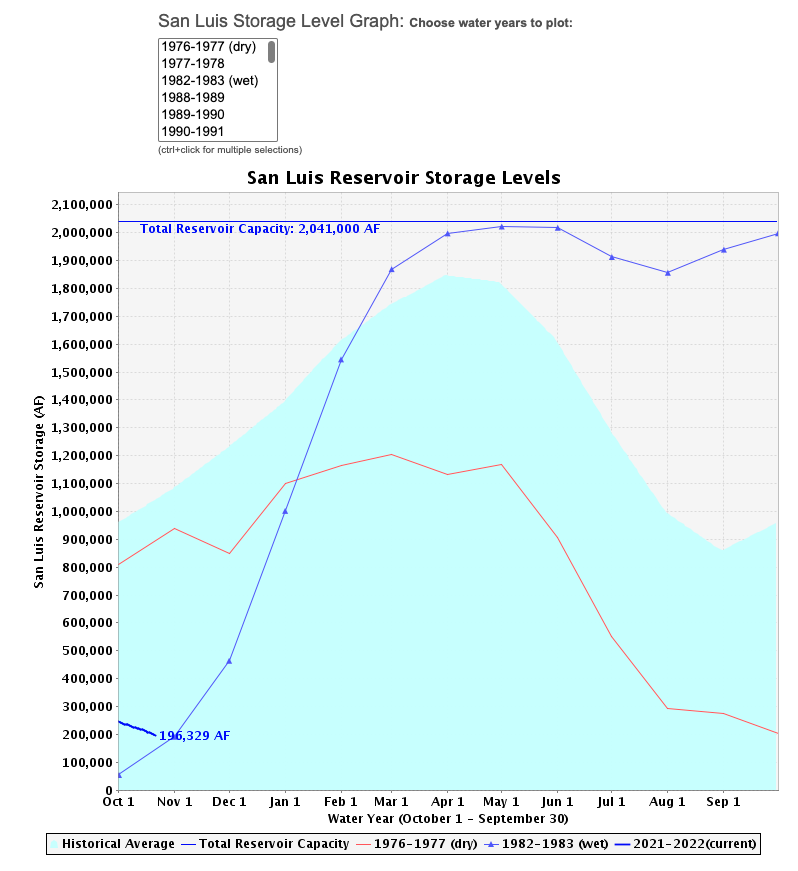 San Luis Storage Level Graph: Choose water years to plot:
1976-1977 (dry)
1977-1978
1982-1983 (wet)
1988-1989
1989-1990
1990-1991
(ctrl+click for multiple selections)
San Luis Reservoir Storage Levels
2,100,000
2,000,000
1,900,000
1,800,000
1,700,000
1,600,000
1,500,000
1,400,000
1,300,000
1,200,000
1,100,000
1,000,000
900,000
800,000
700,000
600,000
500,000
400,000
300,000
200,000
100,000
0
San Luis Reservoir Storage (AF)
Total Reservoir Capacity: 2,041,000 AF
196,329 AF
Oct 1 Nov 1 Dec 1 Jan 1 Feb 1 Mar 1 Apr 1 May 1 Jun 1 Jul 1 Aug 1 Sep 1
Water Year (October 1 - September 30)
Historical Average Total Reservoir Capacity 1976-1977 (dry) 1982-1983 (wet) 2021-2022(current)